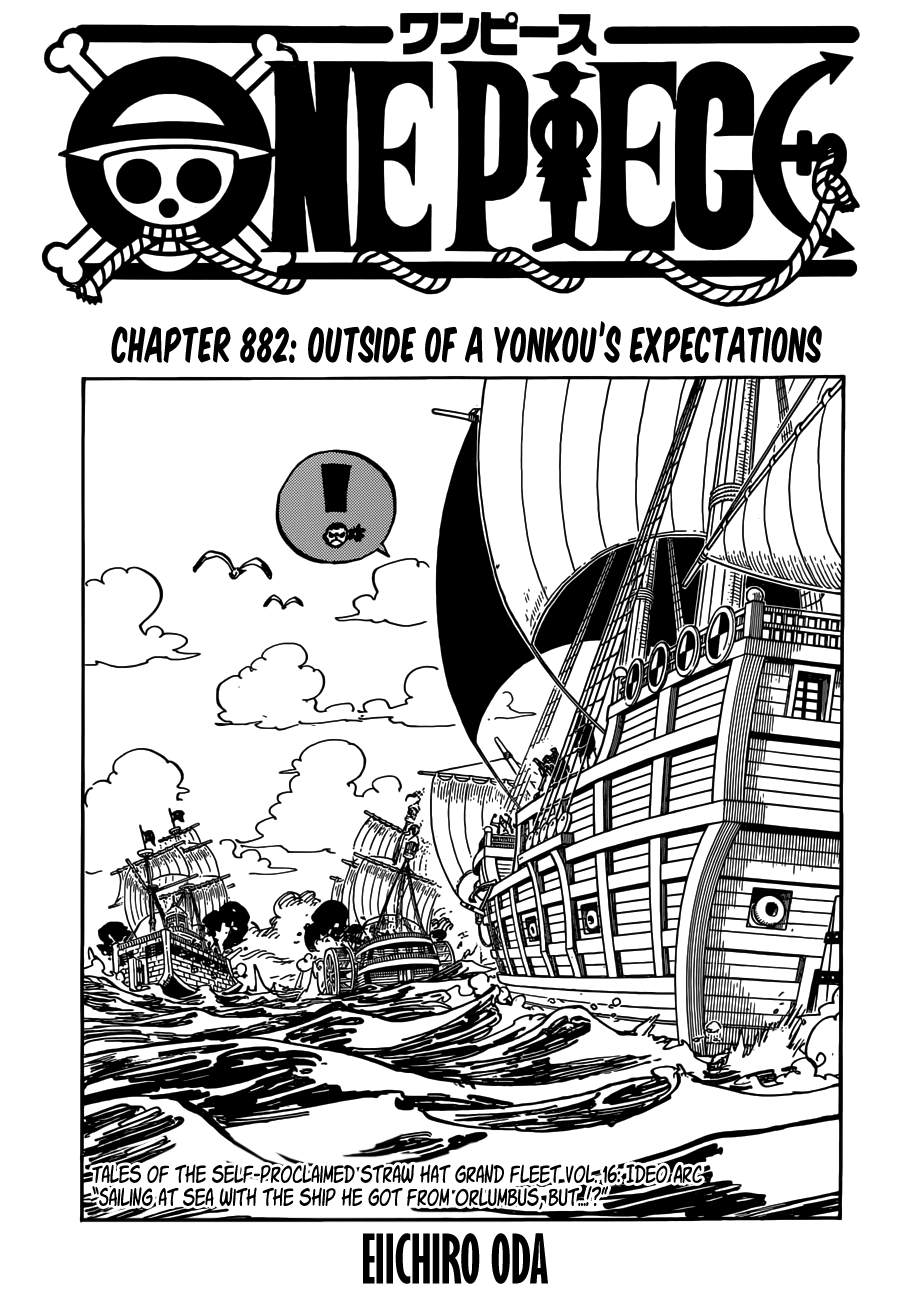 ワンピース
ONE PIECE
CHAPTER 882: OUTSIDE OF A YONKOU'S EXPECTATIONS
!
TALES OF THE SELF-PROCLAIMED STRAW HAT GRAND FLEET VOL. 16: IDEO ARC
"SAILING AT SEA WITH THE SHIP HE GOT FROM ORLUMBUS, BUT...!?"
EIICHIRO ODA